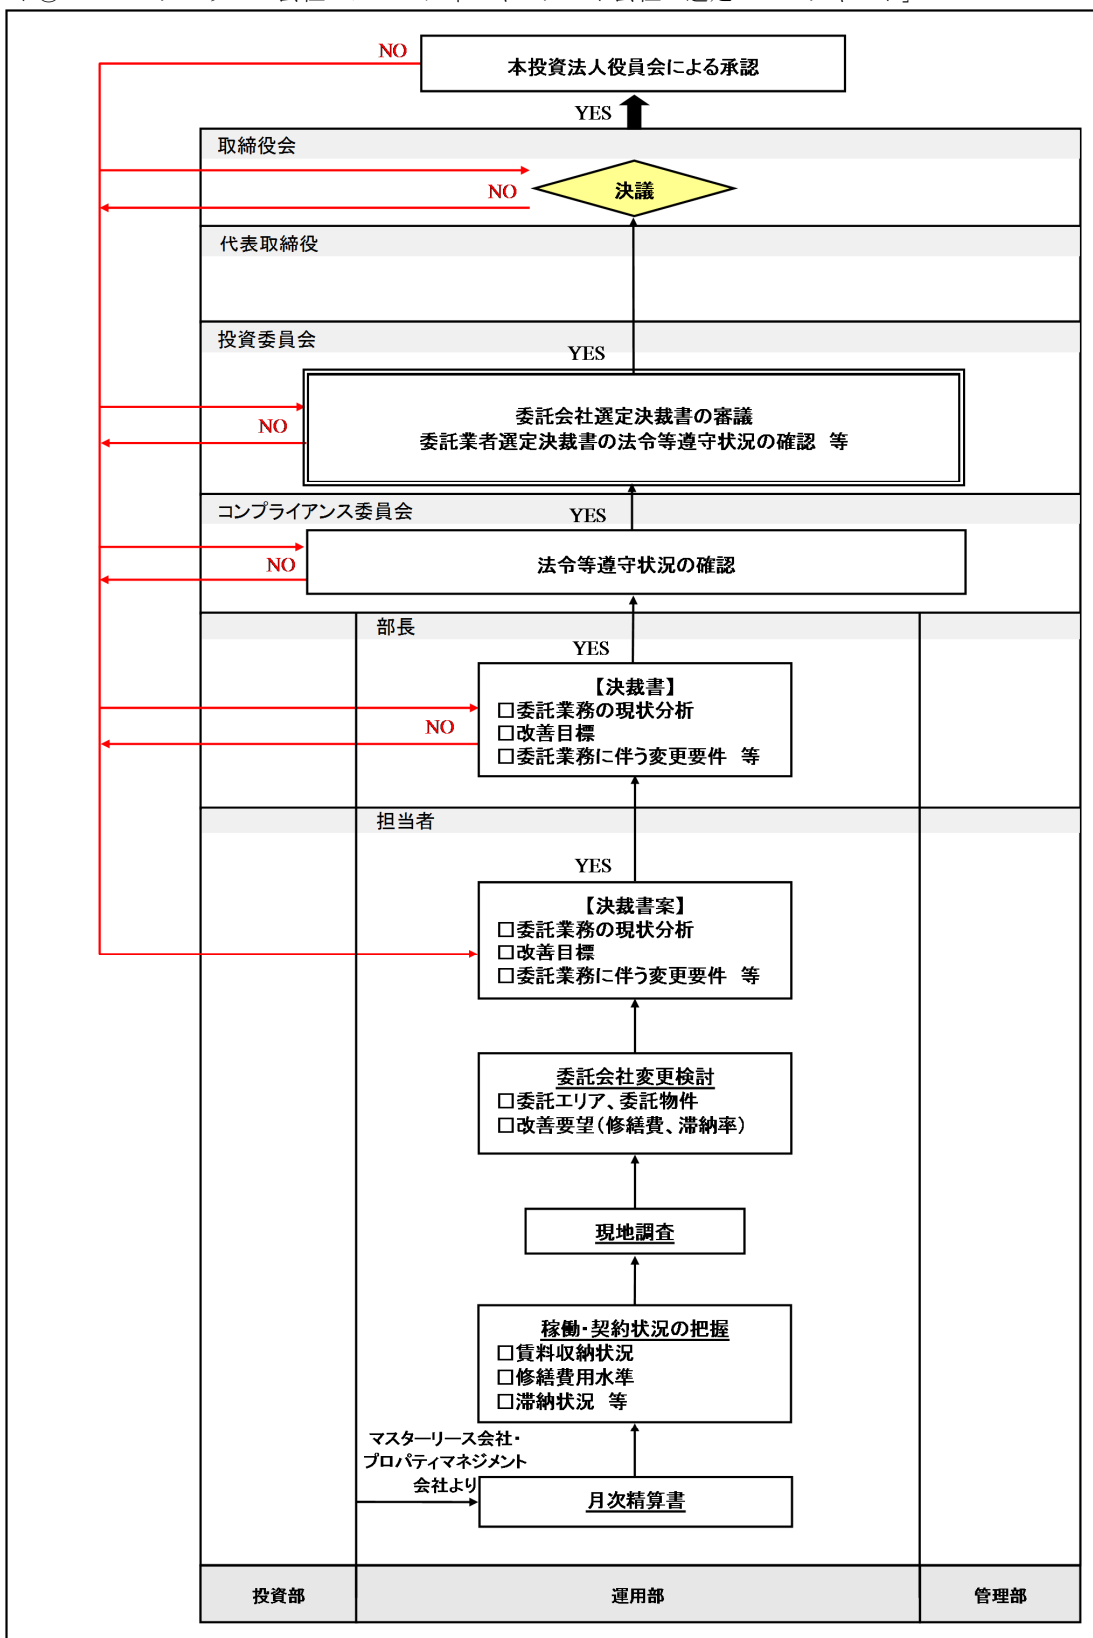 NO
本投資法人役員会による承認
YES
取締役会
決議
NO
代表取締役
投資委員会
YES
委託会社選定決裁書の審議
委託業者選定決裁書の法令等遵守状況の確認 等
NO
コンプライアンス委員会
YES
法令等遵守状況の確認
NO
部長
YES
【決裁書】
□委託業務の現状分析
□改善目標
□委託業務に伴う変更要件 等
NO
担当者
YES
【決裁書案】
□委託業務の現状分析
□改善目標
□委託業務に伴う変更要件 等
委託会社変更検討
□委託エリア、委託物件
□改善要望(修繕費、滞納率)
現地調査
稼働・契約状況の把握
□賃料収納状況
□修繕費用水準
□滞納状況 等
マスターリース会社・
プロパティマネジメント
会社より
月次精算書
投資部
運用部
管理部